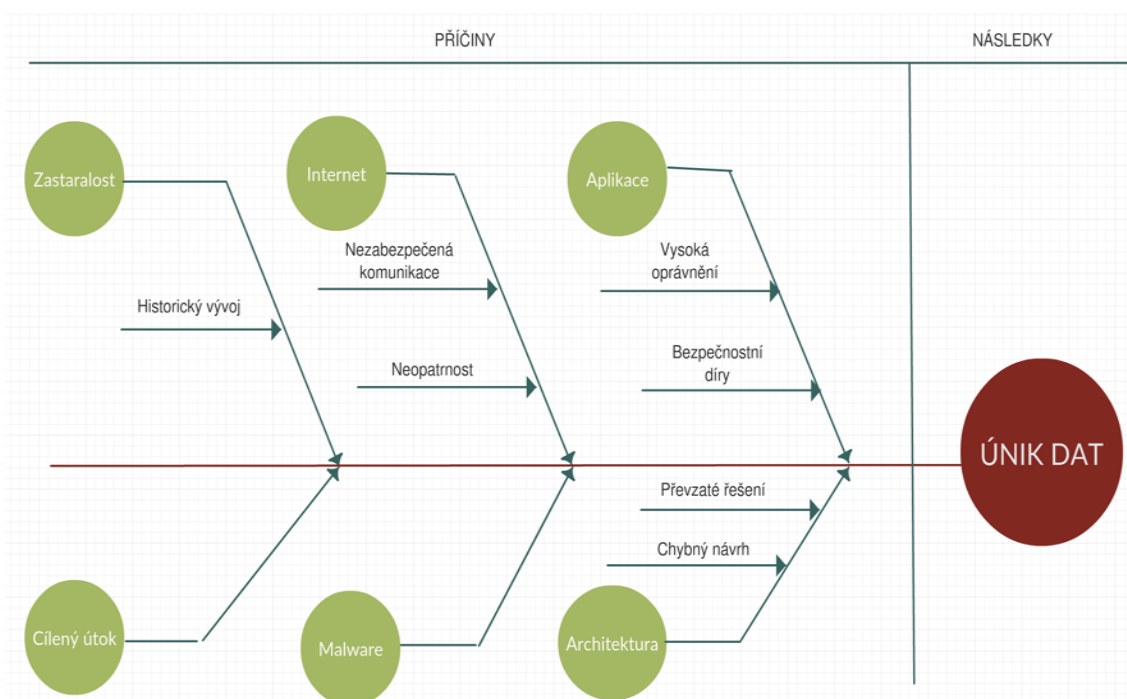 PŘÍČINY
NÁSLEDKY
Zastaralost
Internet
Aplikace
Nezabezpečená
komunikace
Vysoká
oprávnění
Historický vývoj
Neopatrnost
Bezpečnostní
díry
ÚNIK DAT
Převzaté řešení
Chybný návrh
Cílený útok
Malware
Architektura